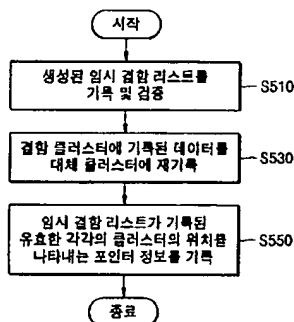 시작
생성된 임시 결함 리스트를
기록 및 검증
S510
결함 클러스터에 기록된 데이터를
대체 클러스터에 재기록
S530
임시 결함 리스트가 기록된
유효한 각각의 클러스터의 위치를
나타내는 포인터 정보를 기록
S550
종료